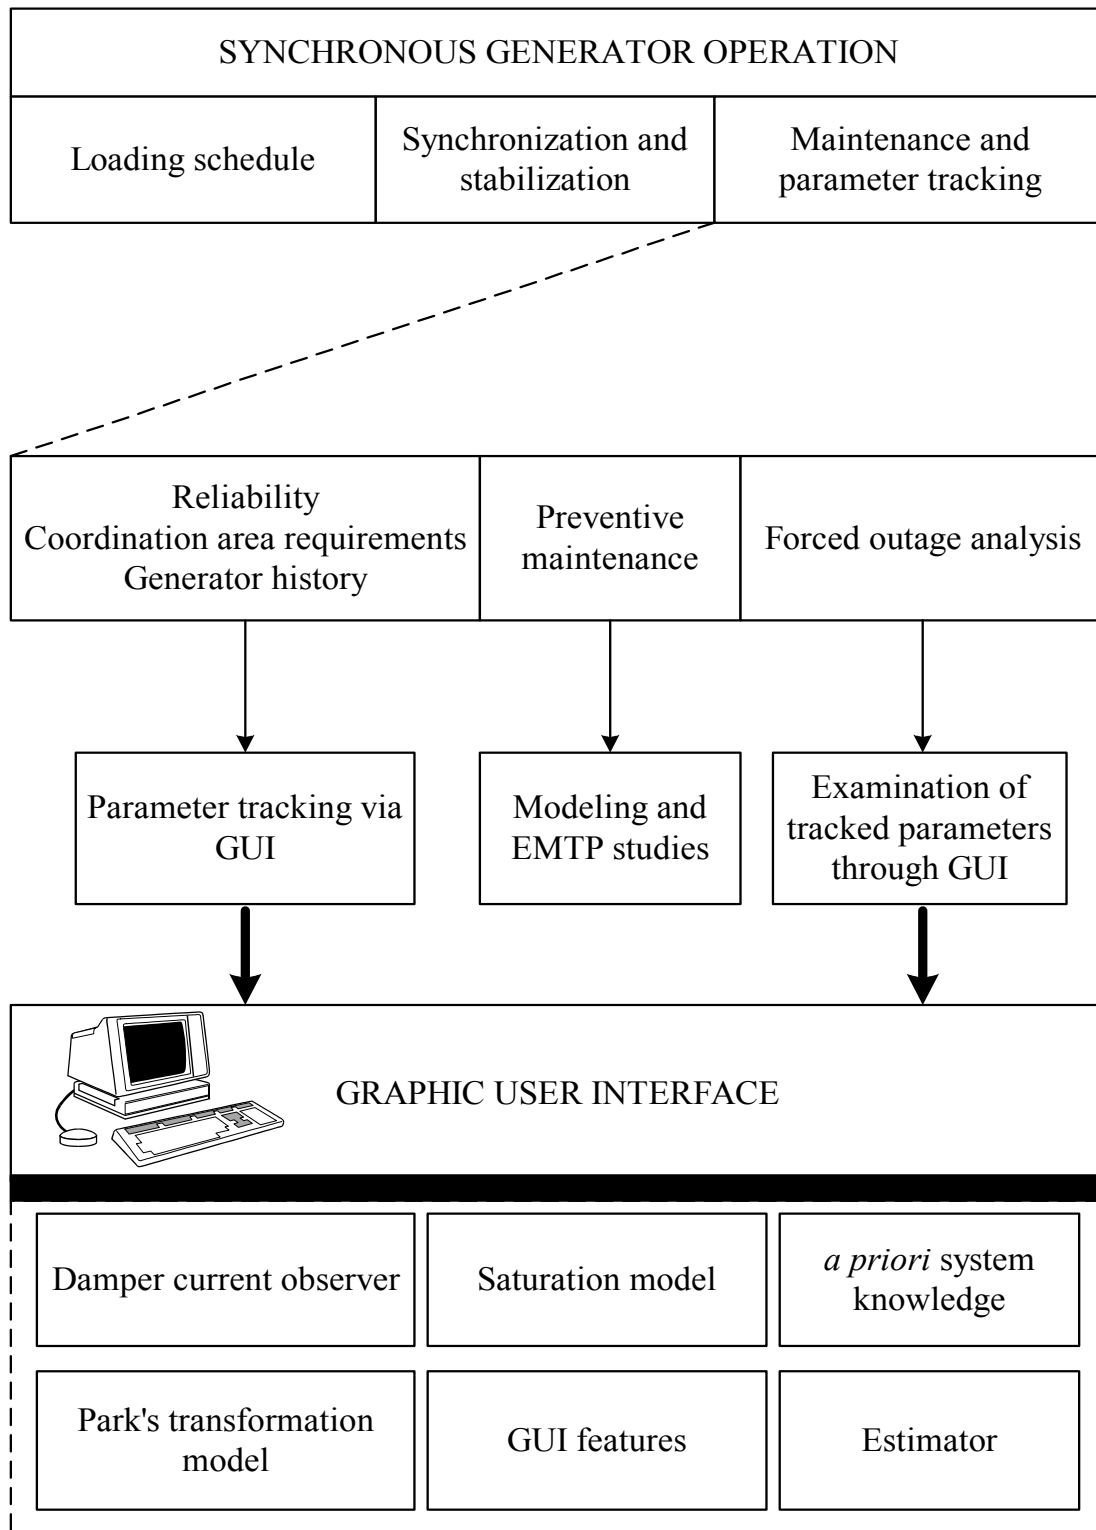 SYNCHRONOUS GENERATOR OPERATION
Loading schedule
Synchronization and
stabilization
Maintenance and
parameter tracking
Reliability
Coordination area requirements
Generator history
Preventive
maintenance
Forced outage analysis
Parameter tracking via
GUI
Modeling and
EMTP studies
Examination of
tracked parameters
through GUI
GRAPHIC USER INTERFACE
Damper current observer
Saturation model
a priori system
knowledge
Park's transformation
model
GUI features
Estimator